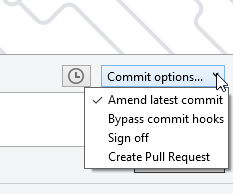 Commit options...
Amend latest commit
Bypass commit hooks
Sign off
Create Pull Request